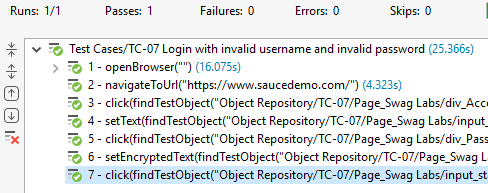 Runs: 1/1 Passes: 1 Failures: 0 Errors: 0 Skips: 0
Test Cases/TC-07 Login with invalid username and invalid password (25.366s)
1 - openBrowser("") (16.075s)
2 - navigateToUrl("https://www.saucedemo.com/") (4.323s)
3 - click(findTestObject("Object Repository/TC-07/Page_Swag Labs/div_Acce
4 - setText(findTestObject("Object Repository/TC-07/Page_Swag Labs/input_
5 - click(findTestObject("Object Repository/TC-07/Page_Swag Labs/div_Pass
6 - setEncryptedText(findTestObject("Object Repository/TC-07/Page_Swag L
7 - click(findTestObject("Object Repository/TC-07/Page_Swag Labs/input_st